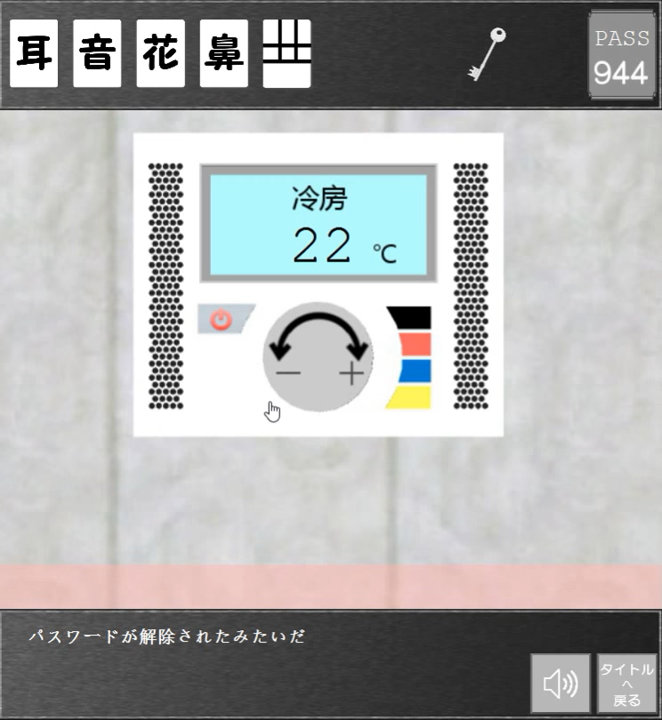 耳 音 花 鼻
PASS
944
冷房
22 ℃
− +
パスワードが解除されたみたいだ
タイトル
へ
戻る